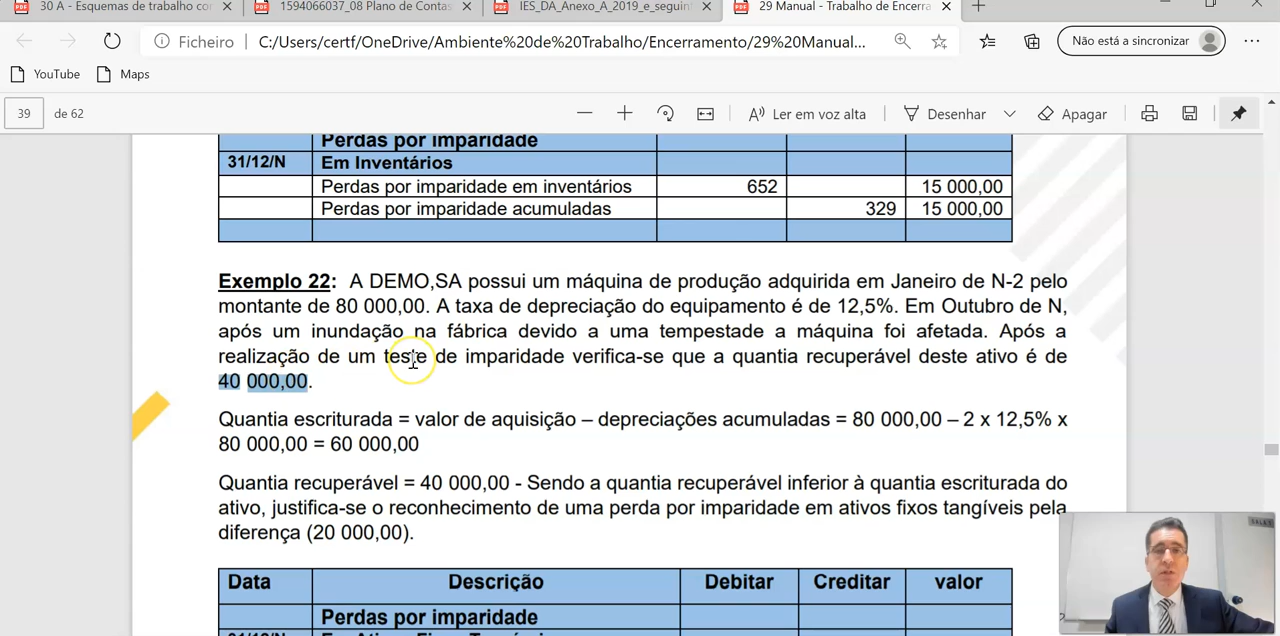 30 A - Esquemas de trabalho con
1594066037_08 Plano de Contas
IES_DA_Anexo_A_2019_e_seguin
29 Manual - Trabalho de Encerra
Ficheiro
C:/Users/certf/OneDrive/Ambiente%20de%20Trabalho/Encerramento/29%20Manual...
Não está a sincronizar
YouTube
Maps
39
de 62
Ler em voz alta
Desenhar
Apagar
Perdas por imparidade
31/12/N Em Inventários
Perdas por imparidade em inventários 652 15 000,00
Perdas por imparidade acumuladas 329 15 000,00
Exemplo 22: A DEMO,SA possui um máquina de produção adquirida em Janeiro de N-2 pelo
montante de 80 000,00. A taxa de depreciação do equipamento é de 12,5%. Em Outubro de N,
após um inundação na fábrica devido a uma tempestade a máquina foi afetada. Após a
realização de um teste de imparidade verifica-se que a quantia recuperável deste ativo é de
40 000,00.
Quantia escriturada = valor de aquisição – depreciações acumuladas = 80 000,00 – 2 x 12,5% x
80 000,00 = 60 000,00
Quantia recuperável = 40 000,00 - Sendo a quantia recuperável inferior à quantia escriturada do
ativo, justifica-se o reconhecimento de uma perda por imparidade em ativos fixos tangíveis pela
diferença (20 000,00).
Data Descrição Debitar Creditar valor
Perdas por imparidade
SALA